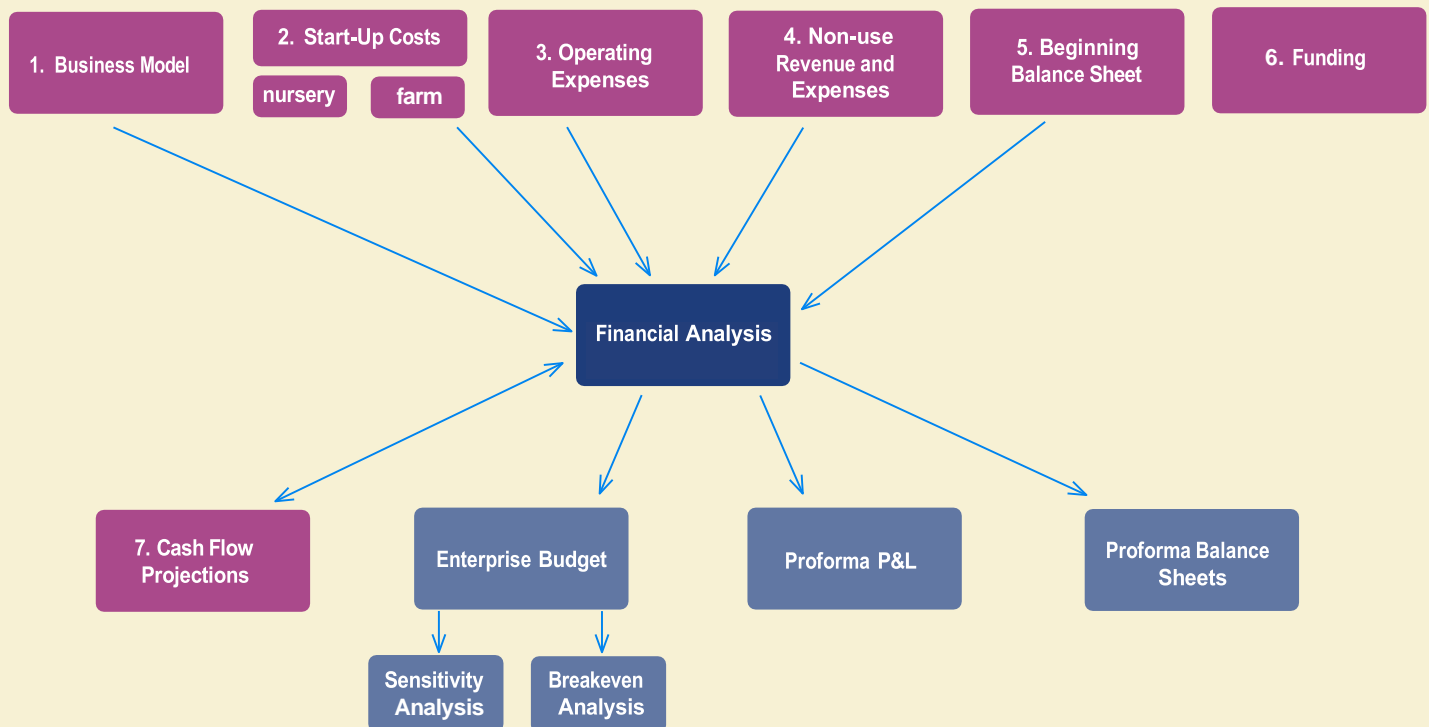 1. Business Model
2. Start-Up Costs
nursery
farm
3. Operating
Expenses
4. Non-use
Revenue and
Expenses
5. Beginning
Balance Sheet
6. Funding
Financial Analysis
7. Cash Flow
Projections
Enterprise Budget
Proforma P&L
Proforma Balance
Sheets
Sensitivity
Analysis
Breakeven
Analysis